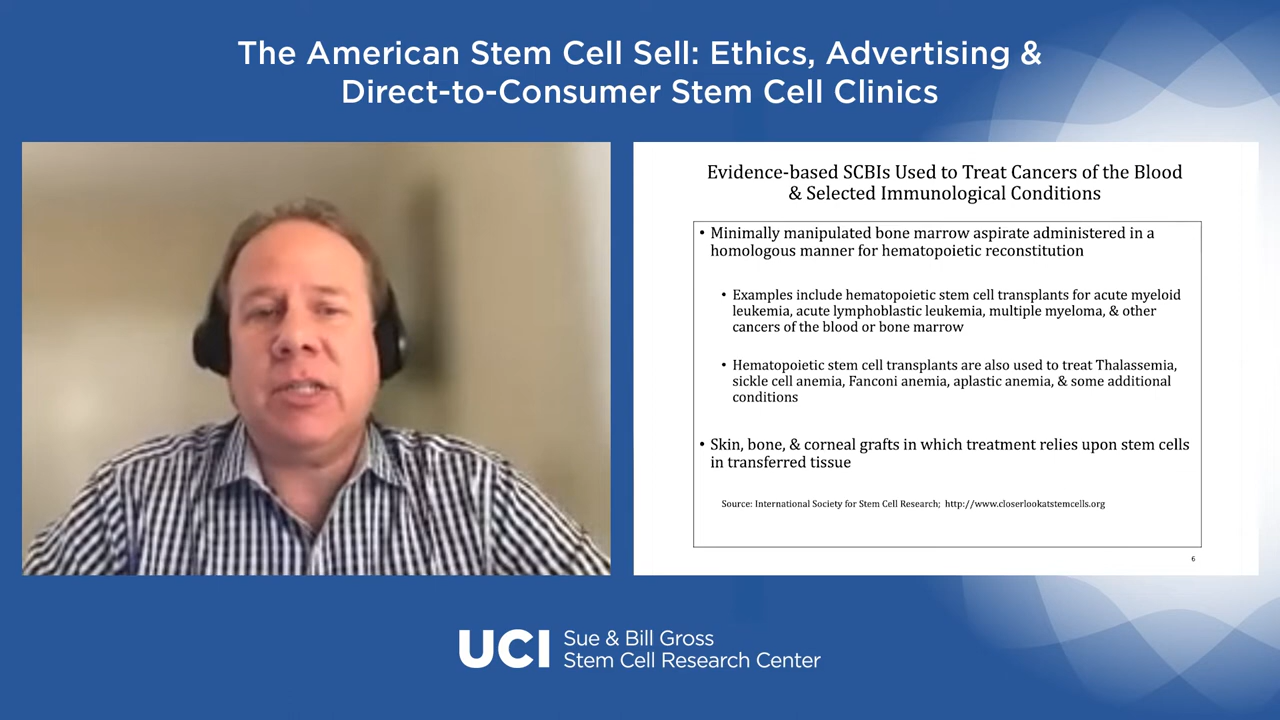 The American Stem Cell Sell: Ethics, Advertising &
Direct-to-Consumer Stem Cell Clinics
Evidence-based SCBIs Used to Treat Cancers of the Blood
& Selected Immunological Conditions
• Minimally manipulated bone marrow aspirate administered in a
homologous manner for hematopoietic reconstitution
• Examples include hematopoietic stem cell transplants for acute myeloid
leukemia, acute lymphoblastic leukemia, multiple myeloma, & other
cancers of the blood or bone marrow
• Hematopoietic stem cell transplants are also used to treat Thalassemia,
sickle cell anemia, Fanconi anemia, aplastic anemia, & some additional
conditions
• Skin, bone, & corneal grafts in which treatment relies upon stem cells
in transferred tissue
Source: International Society for Stem Cell Research; http://www.closerlookatstemcells.org
6
UCI Sue & Bill Gross
Stem Cell Research Center